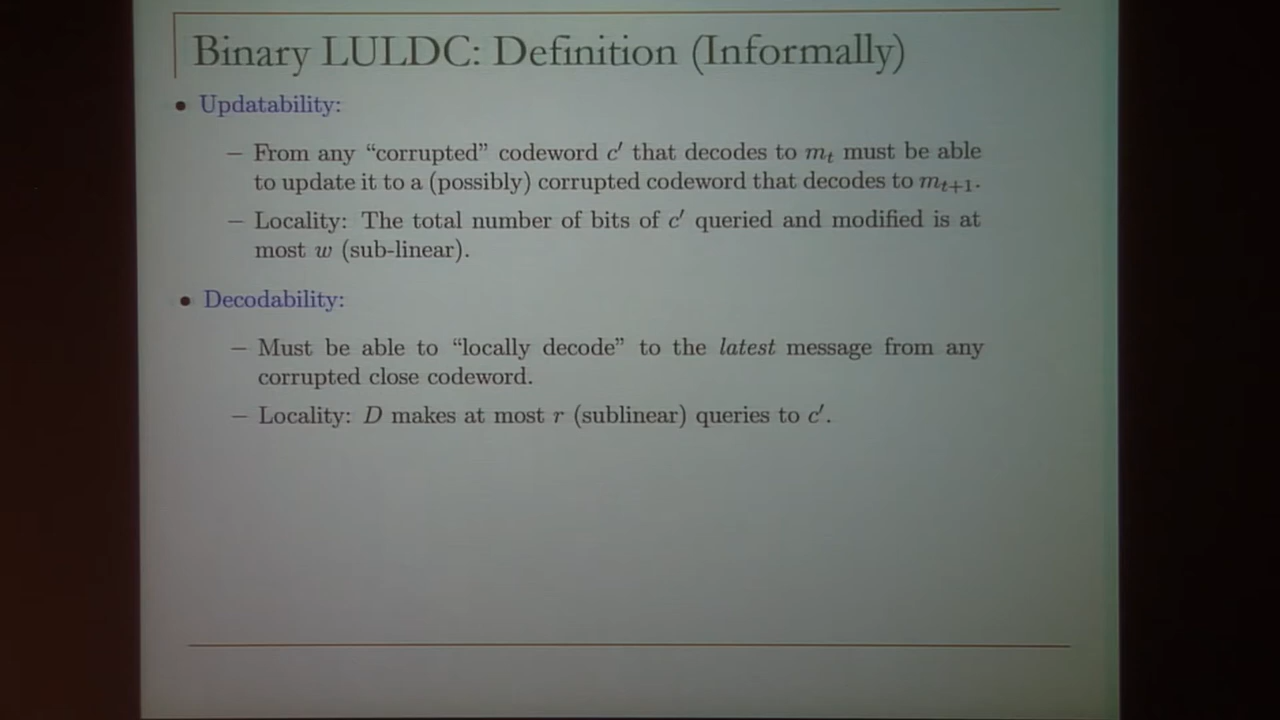 Binary LULDC: Definition (Informally)
• Updatability:
– From any “corrupted” codeword c′ that decodes to mₜ must be able
to update it to a (possibly) corrupted codeword that decodes to mₜ₊₁.
– Locality: The total number of bits of c′ queried and modified is at
most w (sub-linear).
• Decodability:
– Must be able to “locally decode” to the latest message from any
corrupted close codeword.
– Locality: D makes at most r (sublinear) queries to c′.